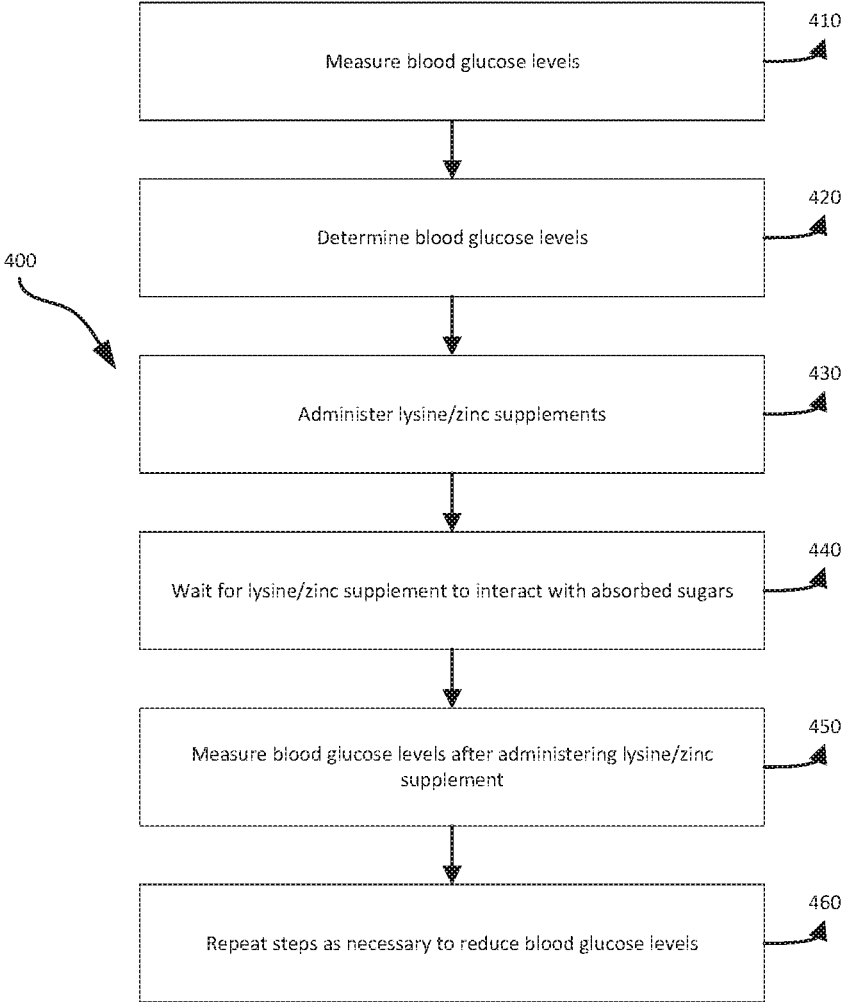 410
Measure blood glucose levels
420
Determine blood glucose levels
400
430
Administer lysine/zinc supplements
440
Wait for lysine/zinc supplement to interact with absorbed sugars
450
Measure blood glucose levels after administering lysine/zinc
supplement
460
Repeat steps as necessary to reduce blood glucose levels